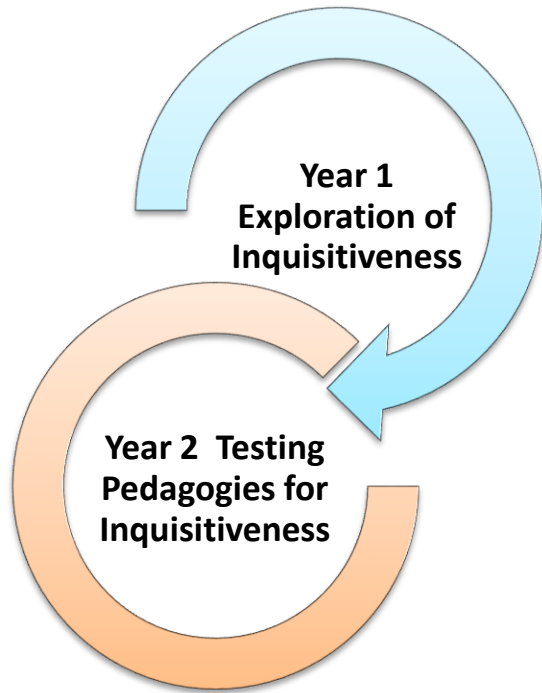 Year 1
Exploration of
Inquisitiveness
Year 2  Testing
Pedagogies for
Inquisitiveness